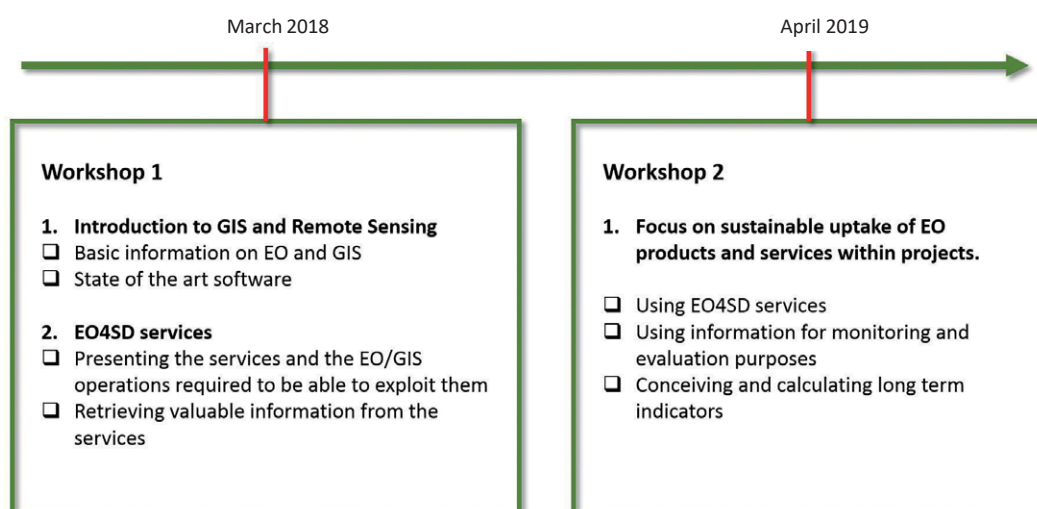 March 2018
April 2019
Workshop 1
1. Introduction to GIS and Remote Sensing
❑ Basic information on EO and GIS
❑ State of the art software
2. EO4SD services
❑ Presenting the services and the EO/GIS
operations required to be able to exploit them
❑ Retrieving valuable information from the
services
Workshop 2
1. Focus on sustainable uptake of EO
products and services within projects.
❑ Using EO4SD services
❑ Using information for monitoring and
evaluation purposes
❑ Conceiving and calculating long term
indicators